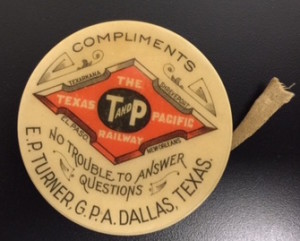 COMPLIMENTS
TEXARKANA
SHREVEPORT
THE
TEXAS T AND P PACIFIC
RAILWAY
EL PASO
NEW ORLEANS
NO TROUBLE TO ANSWER
QUESTIONS
E.P. TURNER, G.P.A. DALLAS, TEXAS.